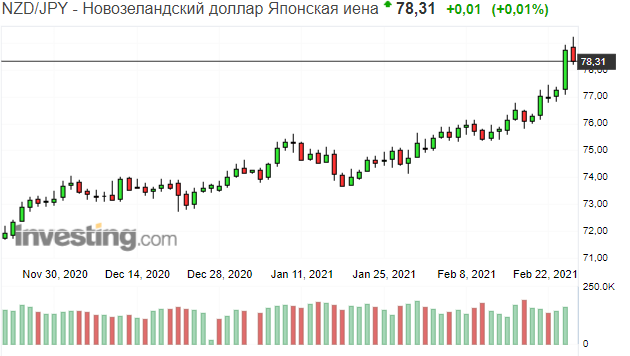 NZD/JPY - Новозеландский доллар Японская иена 78,31 +0,01 (+0,01%)
78,31
78,00
77,00
76,00
75,00
74,00
73,00
72,00
71,00
investing.com
Nov 30, 2020 Dec 14, 2020 Dec 28, 2020 Jan 11, 2021 Jan 25, 2021 Feb 8, 2021 Feb 22, 2021
250.0K
0